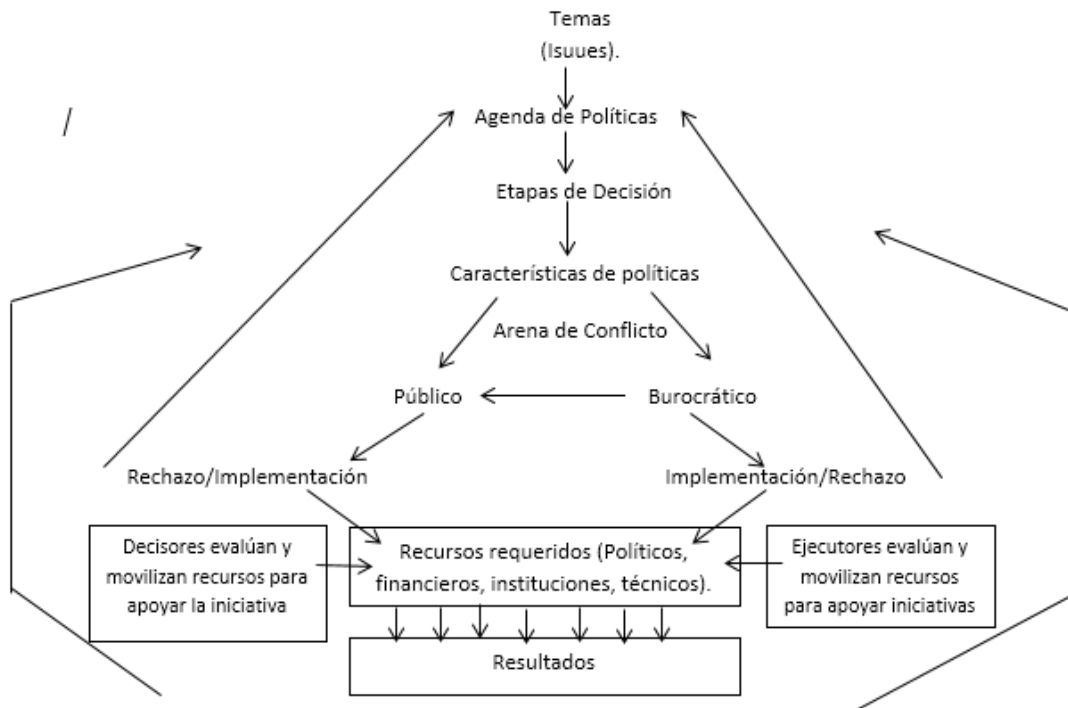 Temas
(Isuues).
/
Agenda de Políticas
Etapas de Decisión
Características de políticas
Arena de Conflicto
Público
Burocrático
Rechazo/Implementación
Implementación/Rechazo
Decisores evalúan y
movilizan recursos para
apoyar la iniciativa
Recursos requeridos (Políticos,
financieros, instituciones, técnicos).
Ejecutores evalúan y
movilizan recursos
para apoyar iniciativas
Resultados